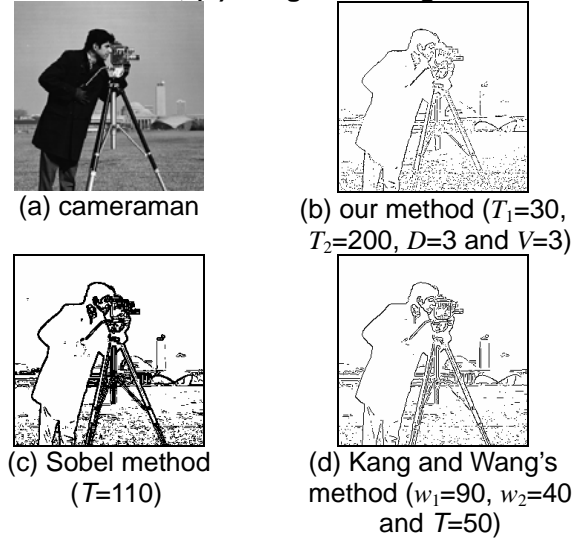 (a) cameraman
(b) our method (T₁=30,
T₂=200, D=3 and V=3)
(c) Sobel method
(T=110)
(d) Kang and Wang's
method (w₁=90, w₂=40
and T=50)